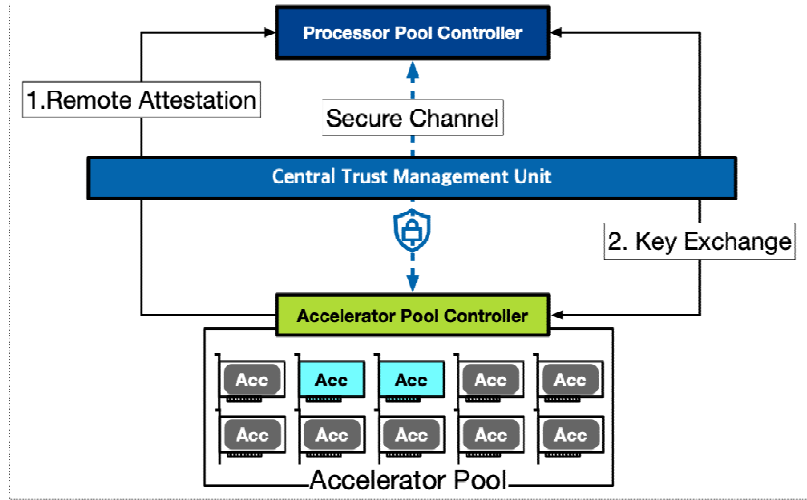 Processor Pool Controller
1.Remote Attestation
Secure Channel
Central Trust Management Unit
2. Key Exchange
Accelerator Pool Controller
Acc Acc Acc Acc Acc
Acc Acc Acc Acc Acc
Accelerator Pool